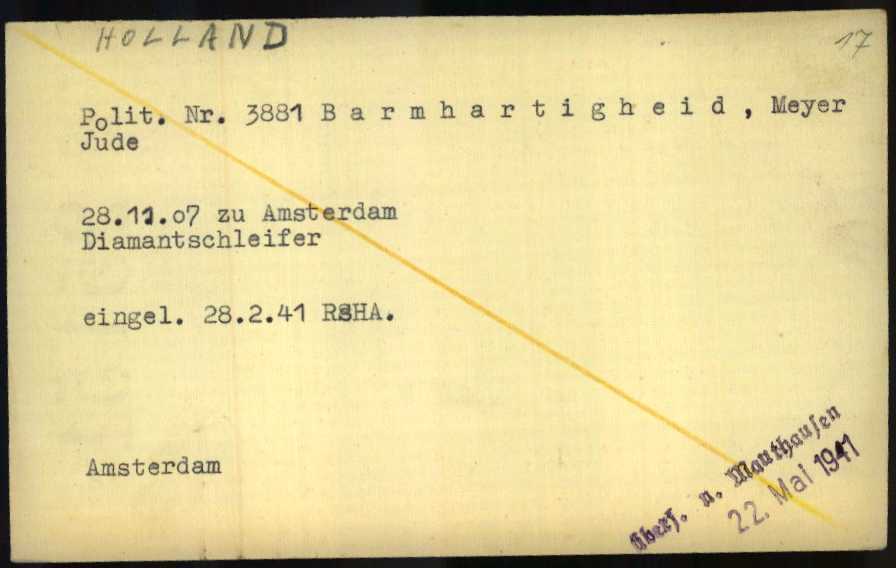 HOLLAND
17
Polit. Nr. 3881 B a r m h a r t i g h e i d , Meyer
Jude
28.11.07 zu Amsterdam
Diamantschleifer
eingel. 28.2.41 RSHA.
Amsterdam
überf. n. Mauthausen
22. Mai 1941